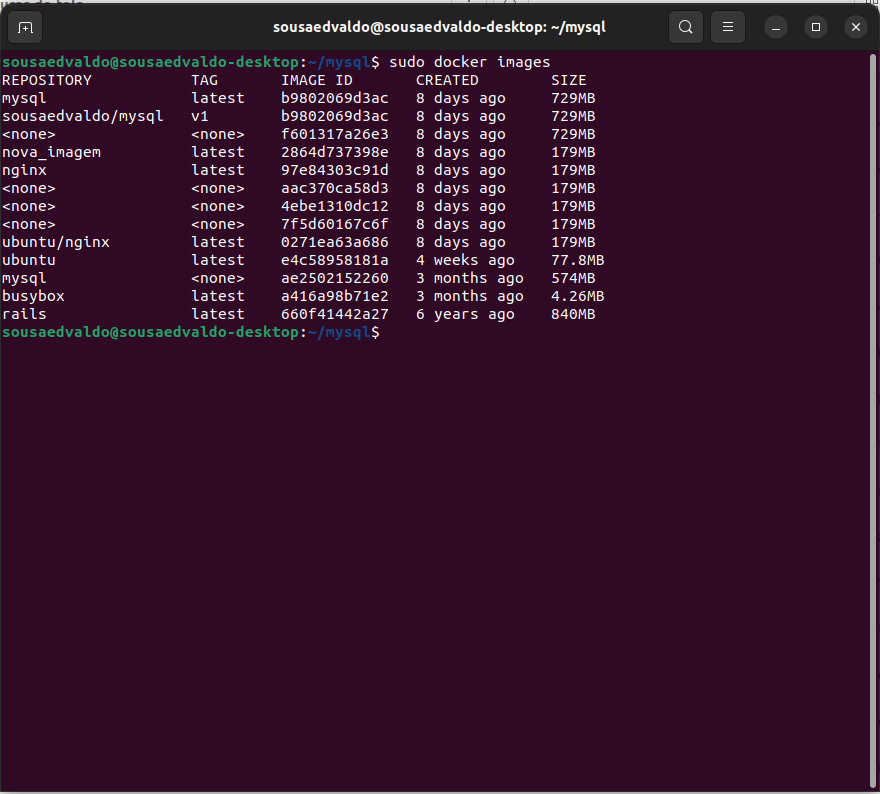 sousaedvaldo@sousaedvaldo-desktop: ~/mysql
sousaedvaldo@sousaedvaldo-desktop:~/mysql$ sudo docker images
REPOSITORY TAG IMAGE ID CREATED SIZE
mysql latest b9802069d3ac 8 days ago 729MB
sousaedvaldo/mysql v1 b9802069d3ac 8 days ago 729MB
<none> <none> f601317a26e3 8 days ago 729MB
nova_imagem latest 2864d737398e 8 days ago 179MB
nginx latest 97e84303c91d 8 days ago 179MB
<none> <none> aac370ca58d3 8 days ago 179MB
<none> <none> 4ebe1310dc12 8 days ago 179MB
<none> <none> 7f5d60167c6f 8 days ago 179MB
ubuntu/nginx latest 0271ea63a686 8 days ago 179MB
ubuntu latest e4c58958181a 4 weeks ago 77.8MB
mysql <none> ae2502152260 3 months ago 574MB
busybox latest a416a98b71e2 3 months ago 4.26MB
rails latest 660f41442a27 6 years ago 840MB
sousaedvaldo@sousaedvaldo-desktop:~/mysql$